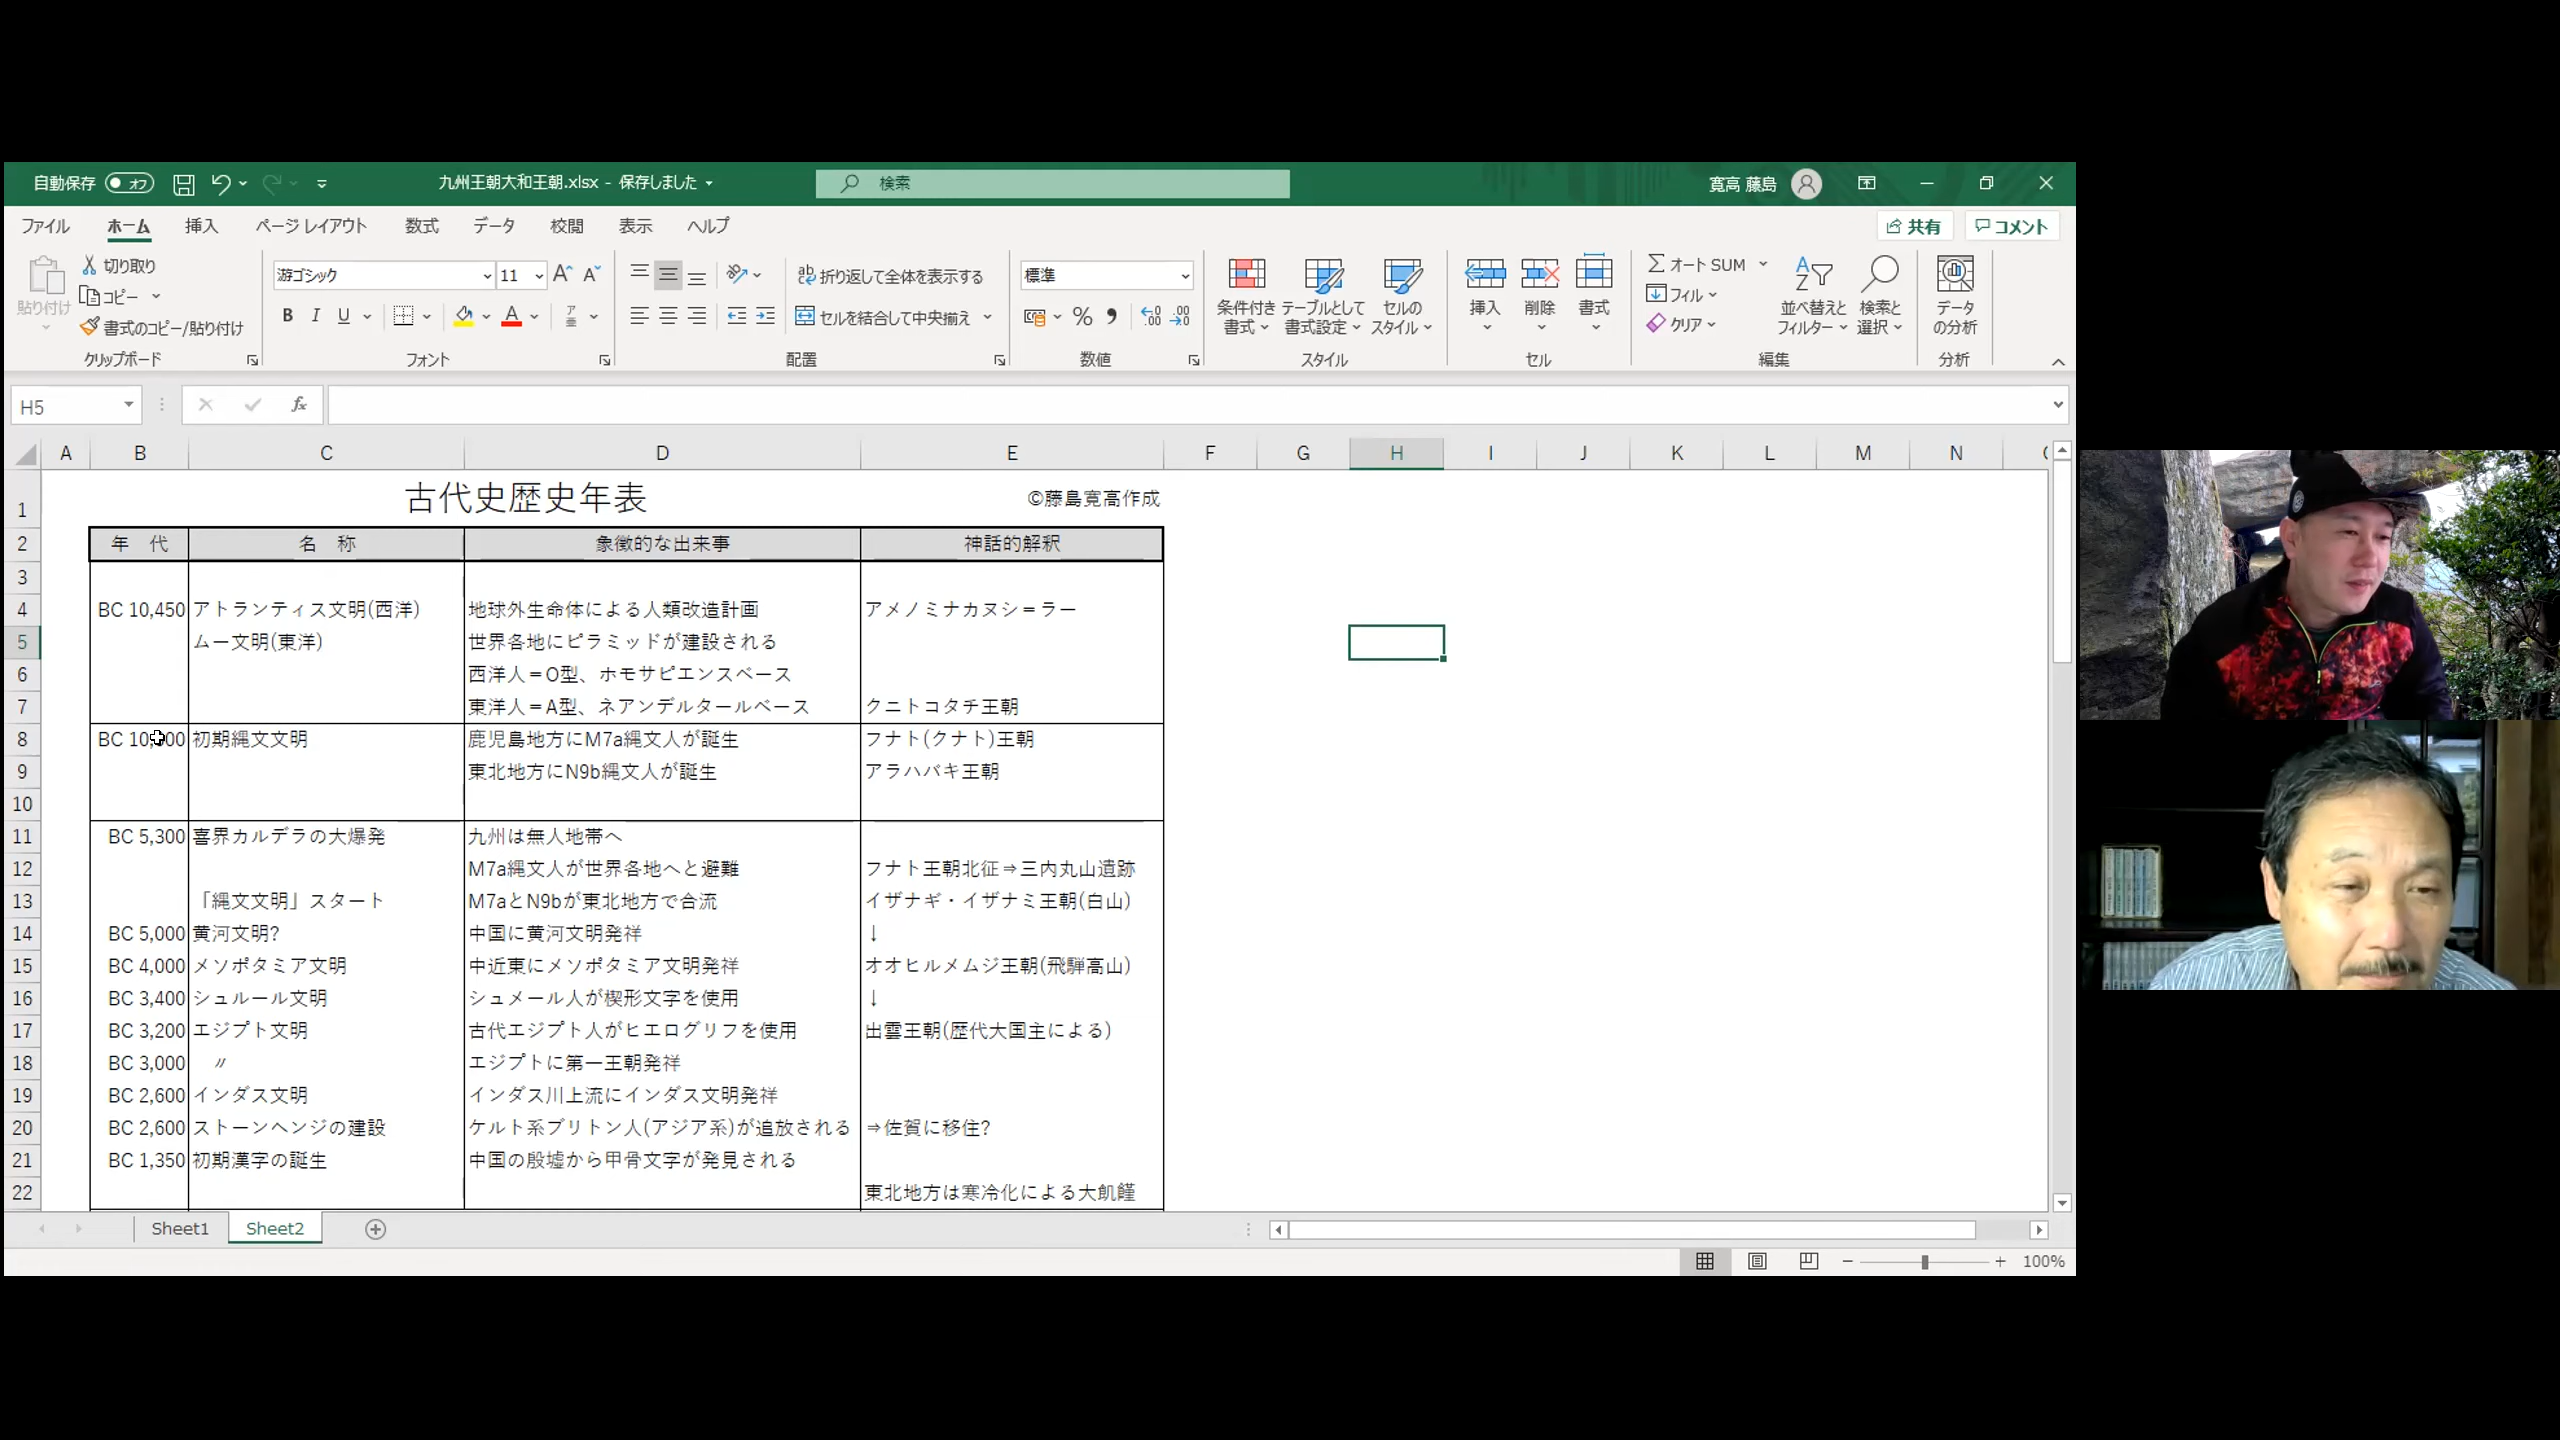 自動保存 オフ 九州王朝大和王朝.xlsx - 保存しました 検索 寛高 藤島
ファイル ホーム 挿入 ページ レイアウト 数式 データ 校閲 表示 ヘルプ 共有 コメント
貼り付け 切り取り
コピー
書式のコピー/貼り付け
クリップボード
游ゴシック 11
B I U
フォント
折り返して全体を表示する
セルを結合して中央揃え
配置
標準
数値
条件付き書式 テーブルとして書式設定 セルのスタイル
スタイル
挿入 削除 書式
セル
オート SUM
フィル
クリア
並べ替えとフィルター 検索と選択
編集
データの分析
分析
H5 fx
A B C D E F G H I J K L M N
1 古代史歴史年表 ©藤島寛高作成
2 年 代 名 称 象徴的な出来事 神話的解釈
3
4 BC 10,450 アトランティス文明(西洋) 地球外生命体による人類改造計画 アメノミナカヌシ=ラー
5 ムー文明(東洋) 世界各地にピラミッドが建設される
6 西洋人=O型、ホモサピエンスベース
7 東洋人=A型、ネアンデルタールベース クニトコタチ王朝
8 初期縄文文明 鹿児島地方にM7a縄文人が誕生 フナト(クナト)王朝
9 東北地方にN9b縄文人が誕生 アラハバキ王朝
10
11 BC 5,300 喜界カルデラの大爆発 九州は無人地帯へ
12 M7a縄文人が世界各地へと避難 フナト王朝北征⇒三内丸山遺跡
13 「縄文文明」スタート M7aとN9bが東北地方で合流 イザナギ・イザナミ王朝(白山)
14 BC 5,000 黄河文明? 中国に黄河文明発祥 ↓
15 BC 4,000 メソポタミア文明 中近東にメソポタミア文明発祥 オオヒルメムジ王朝(飛騨高山)
16 BC 3,400 シュルール文明 シュメール人が楔形文字を使用 ↓
17 BC 3,200 エジプト文明 古代エジプト人がヒエログリフを使用 出雲王朝(歴代大国主による)
18 BC 3,000 〃 エジプトに第一王朝発祥
19 BC 2,600 インダス文明 インダス川上流にインダス文明発祥
20 BC 2,600 ストーンヘンジの建設 ケルト系ブリトン人(アジア系)が追放される ⇒佐賀に移住?
21 BC 1,350 初期漢字の誕生 中国の殷墟から甲骨文字が発見される
22 東北地方は寒冷化による大飢饉
Sheet1 Sheet2
100%